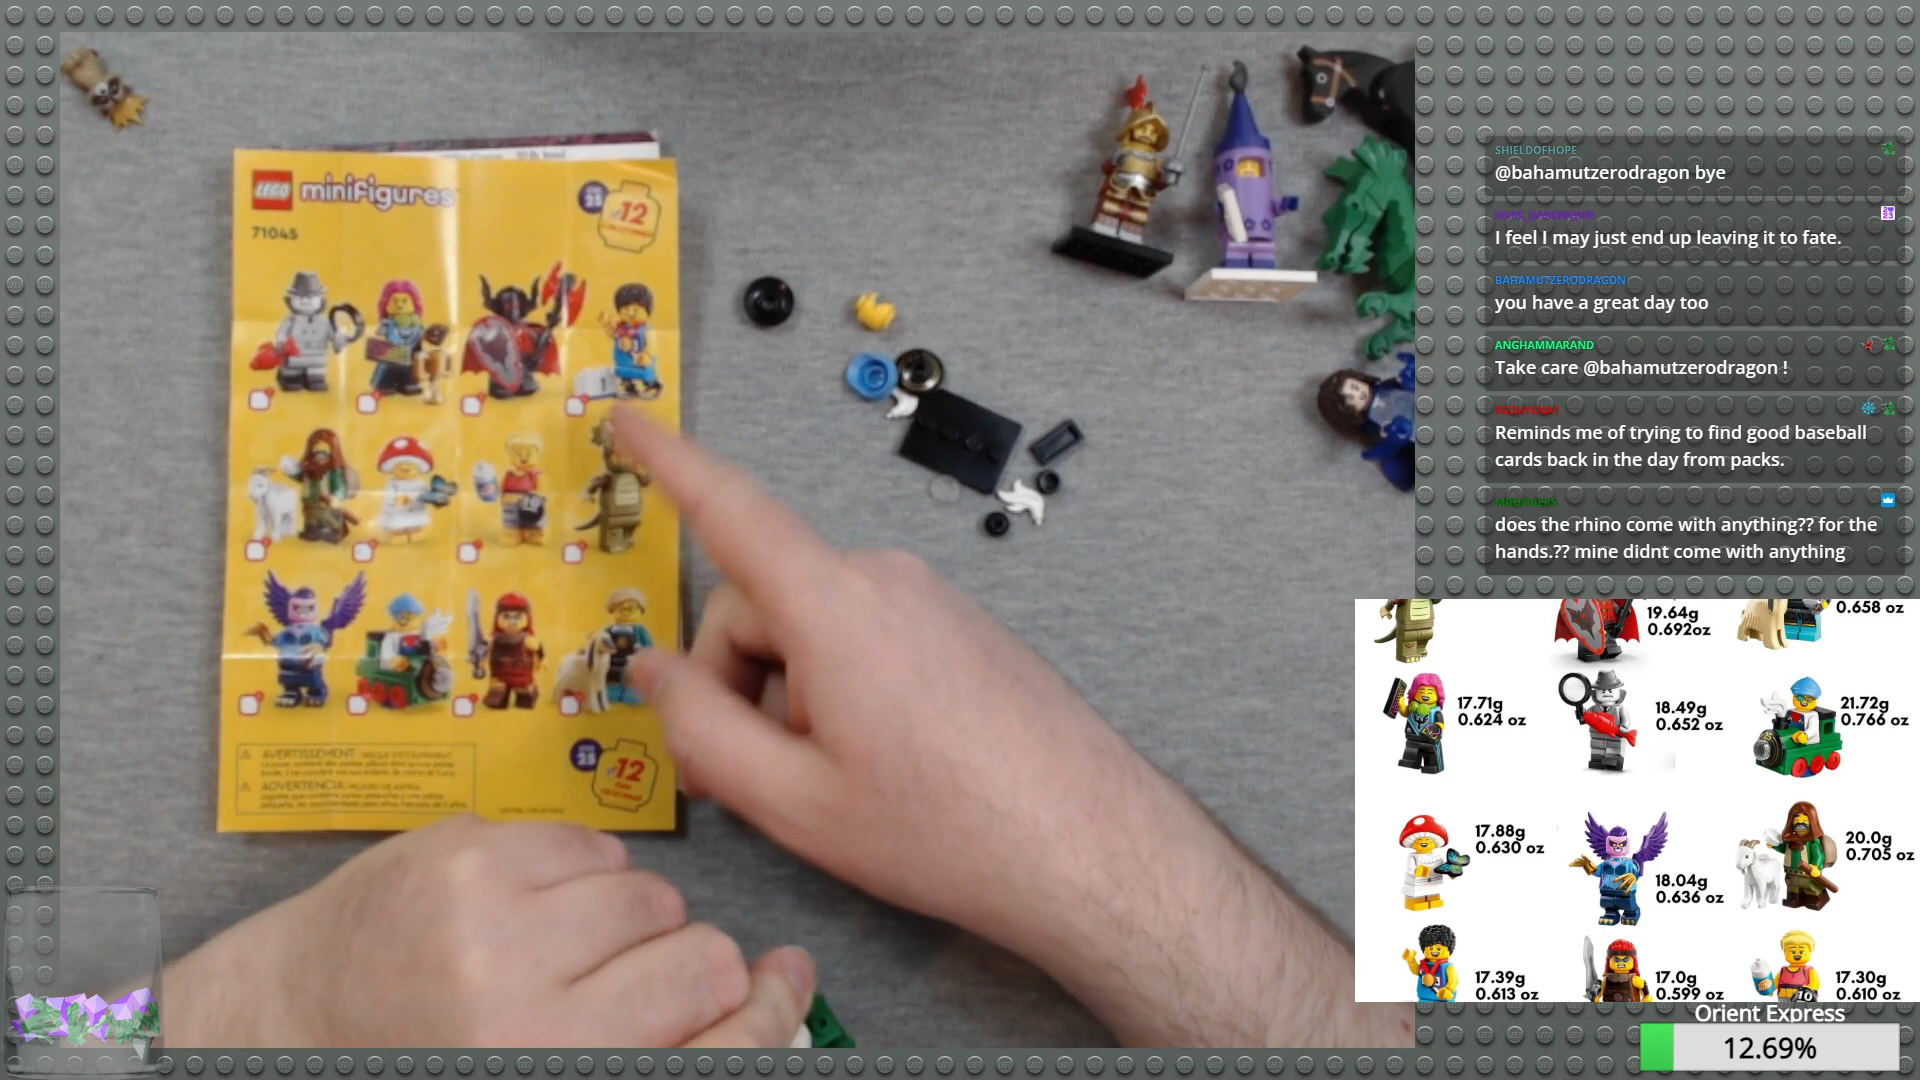 LEGO minifigures
71045
12
SHIELDOFHOPE
@bahamutzerodragon bye
I feel I may just end up leaving it to fate.
BAHAMUTZERODRAGON
you have a great day too
ANGHAMMARAND
Take care @bahamutzerodragon !
Reminds me of trying to find good baseball
cards back in the day from packs.
does the rhino come with anything?? for the
hands.?? mine didnt come with anything
19.64g
0.692oz
0.658 oz
17.71g
0.624 oz
18.49g
0.652 oz
21.72g
0.766 oz
17.88g
0.630 oz
18.04g
0.636 oz
20.0g
0.705 oz
17.39g
0.613 oz
17.0g
0.599 oz
10
17.30g
0.610 oz
AVERTISSEMENT
ADVERTENCIA
12
Orient Express
12.69%